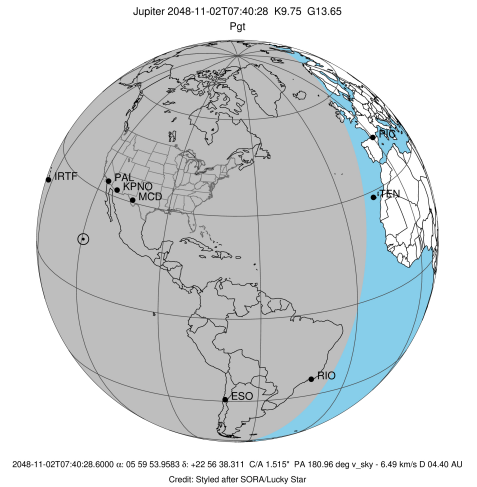 Jupiter 2048-11-02T07:40:28 K9.75 G13.65
Pgt
PIC
IRTF
PAL
KPNO
MCD
TEN
RIO
ESO
2048-11-02T07:40:28.6000 α: 05 59 53.9583 δ: +22 56 38.311 C/A 1.515" PA 180.96 deg v_sky - 6.49 km/s D 04.40 AU
Credit: Styled after SORA/Lucky Star